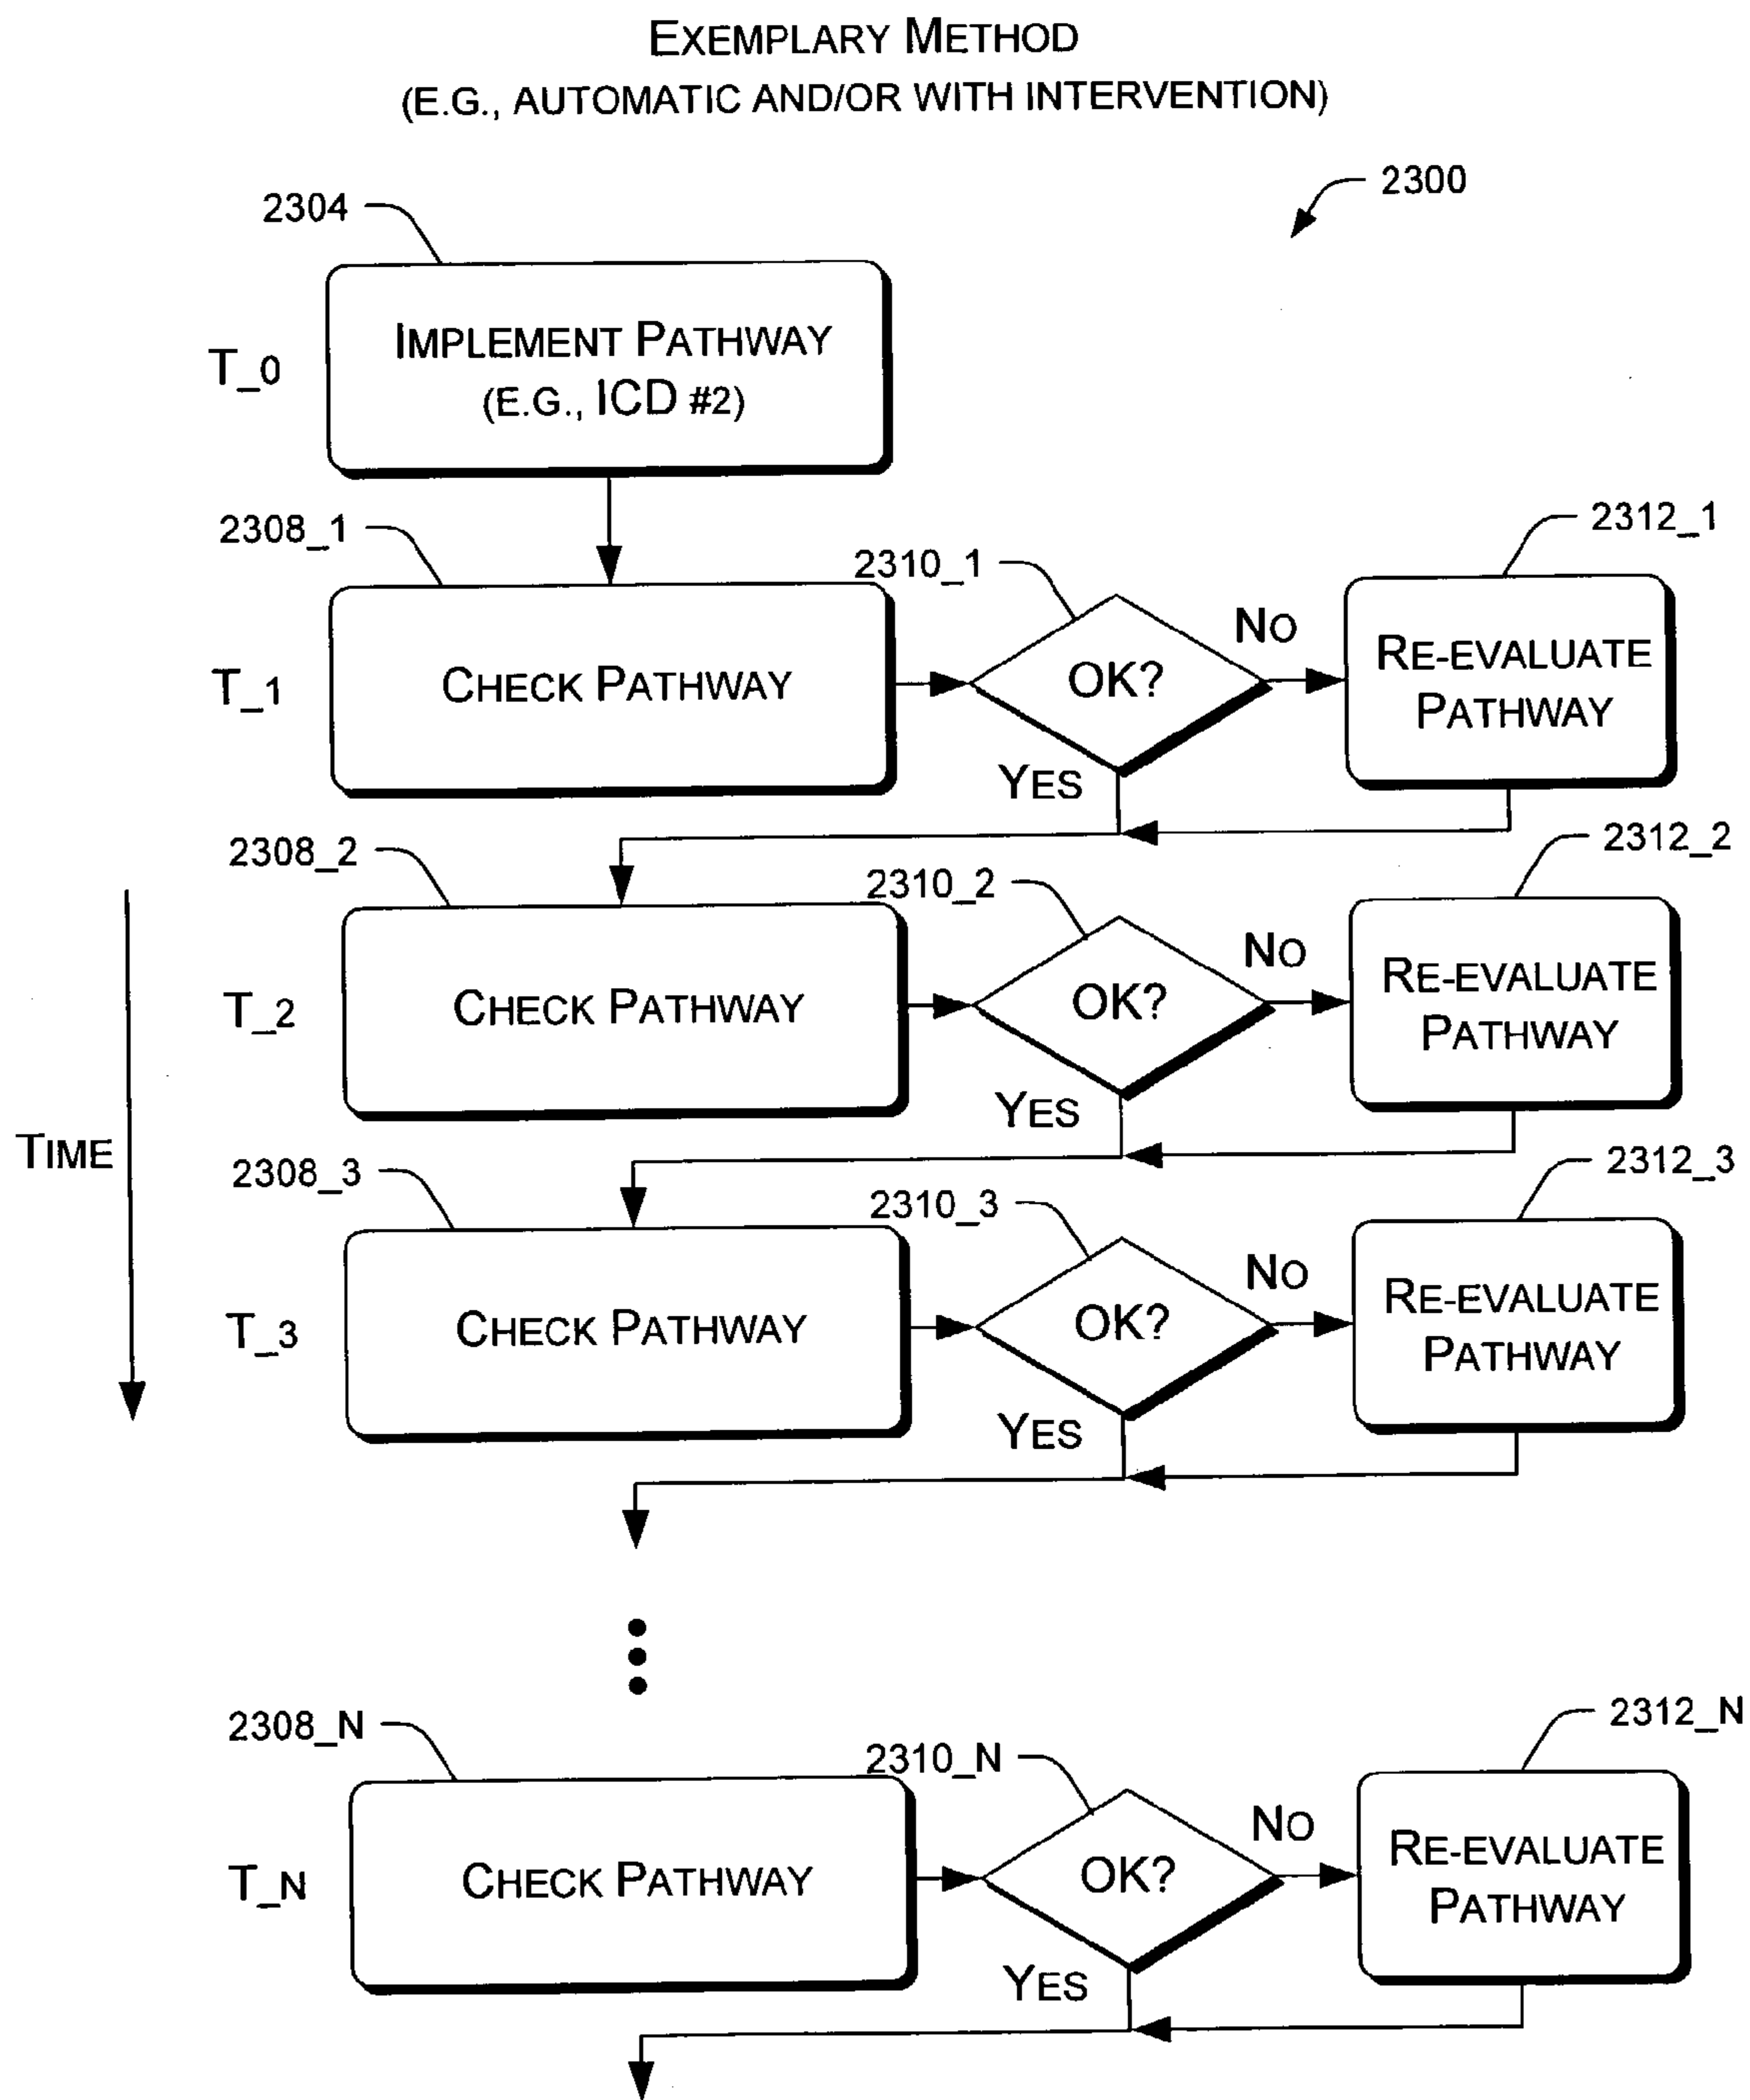 EXEMPLARY METHOD
(E.G., AUTOMATIC AND/OR WITH INTERVENTION)
2300
2304
T_0
IMPLEMENT PATHWAY
(E.G., ICD #2)
2308_1
2310_1
2312_1
T_1
CHECK PATHWAY
OK?
NO
YES
RE-EVALUATE
PATHWAY
2308_2
2310_2
2312_2
T_2
CHECK PATHWAY
OK?
NO
YES
RE-EVALUATE
PATHWAY
TIME
2308_3
2310_3
2312_3
T_3
CHECK PATHWAY
OK?
NO
YES
RE-EVALUATE
PATHWAY
2308_N
2310_N
2312_N
T_N
CHECK PATHWAY
OK?
NO
YES
RE-EVALUATE
PATHWAY